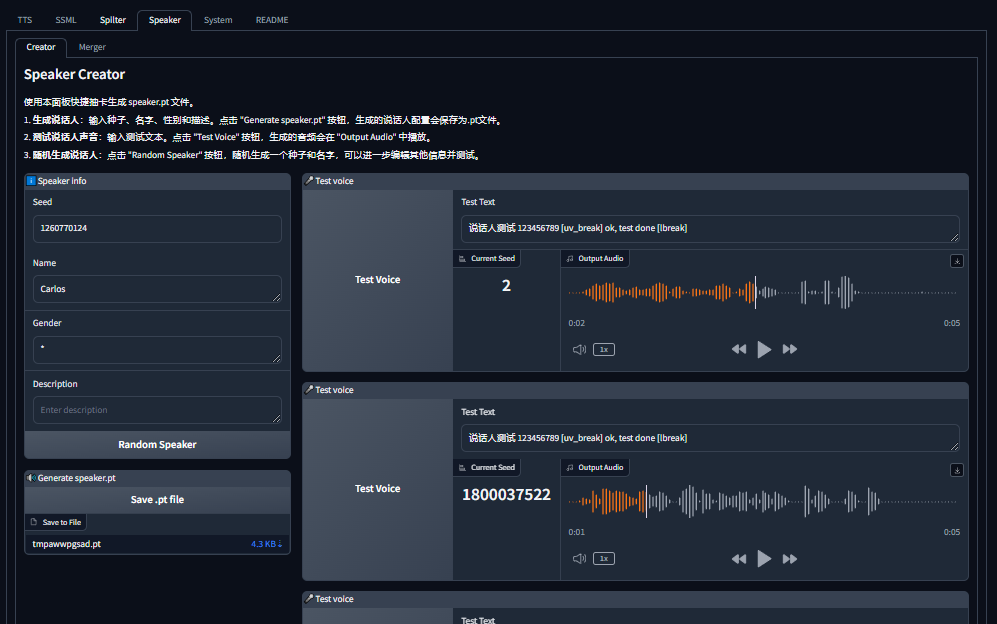 TTS SSML Spilter Speaker System README
Creator Merger
Speaker Creator
使用本面板快捷抽卡生成 speaker.pt 文件。
1. 生成说话人：输入种子、名字、性别和描述。点击 "Generate speaker.pt" 按钮，生成的说话人配置会保存为.pt文件。
2. 测试说话人声音：输入测试文本。点击 "Test Voice" 按钮，生成的音频会在 "Output Audio" 中播放。
3. 随机生成说话人：点击 "Random Speaker" 按钮，随机生成一个种子和名字，可以进一步编辑其他信息并测试。
Speaker info
Seed
1260770124
Name
Carlos
Gender
*
Description
Enter description
Random Speaker
Generate speaker.pt
Save .pt file
Save to File
tmpawwpgsad.pt 4.3 KB ↓
Test voice
Test Voice
Test Text
说话人测试 123456789 [uv_break] ok, test done [lbreak]
Current Seed
2
Output Audio
0:02 0:05
1x
Test voice
Test Voice
Test Text
说话人测试 123456789 [uv_break] ok, test done [lbreak]
Current Seed
1800037522
Output Audio
0:01 0:05
1x
Test voice
Test Text